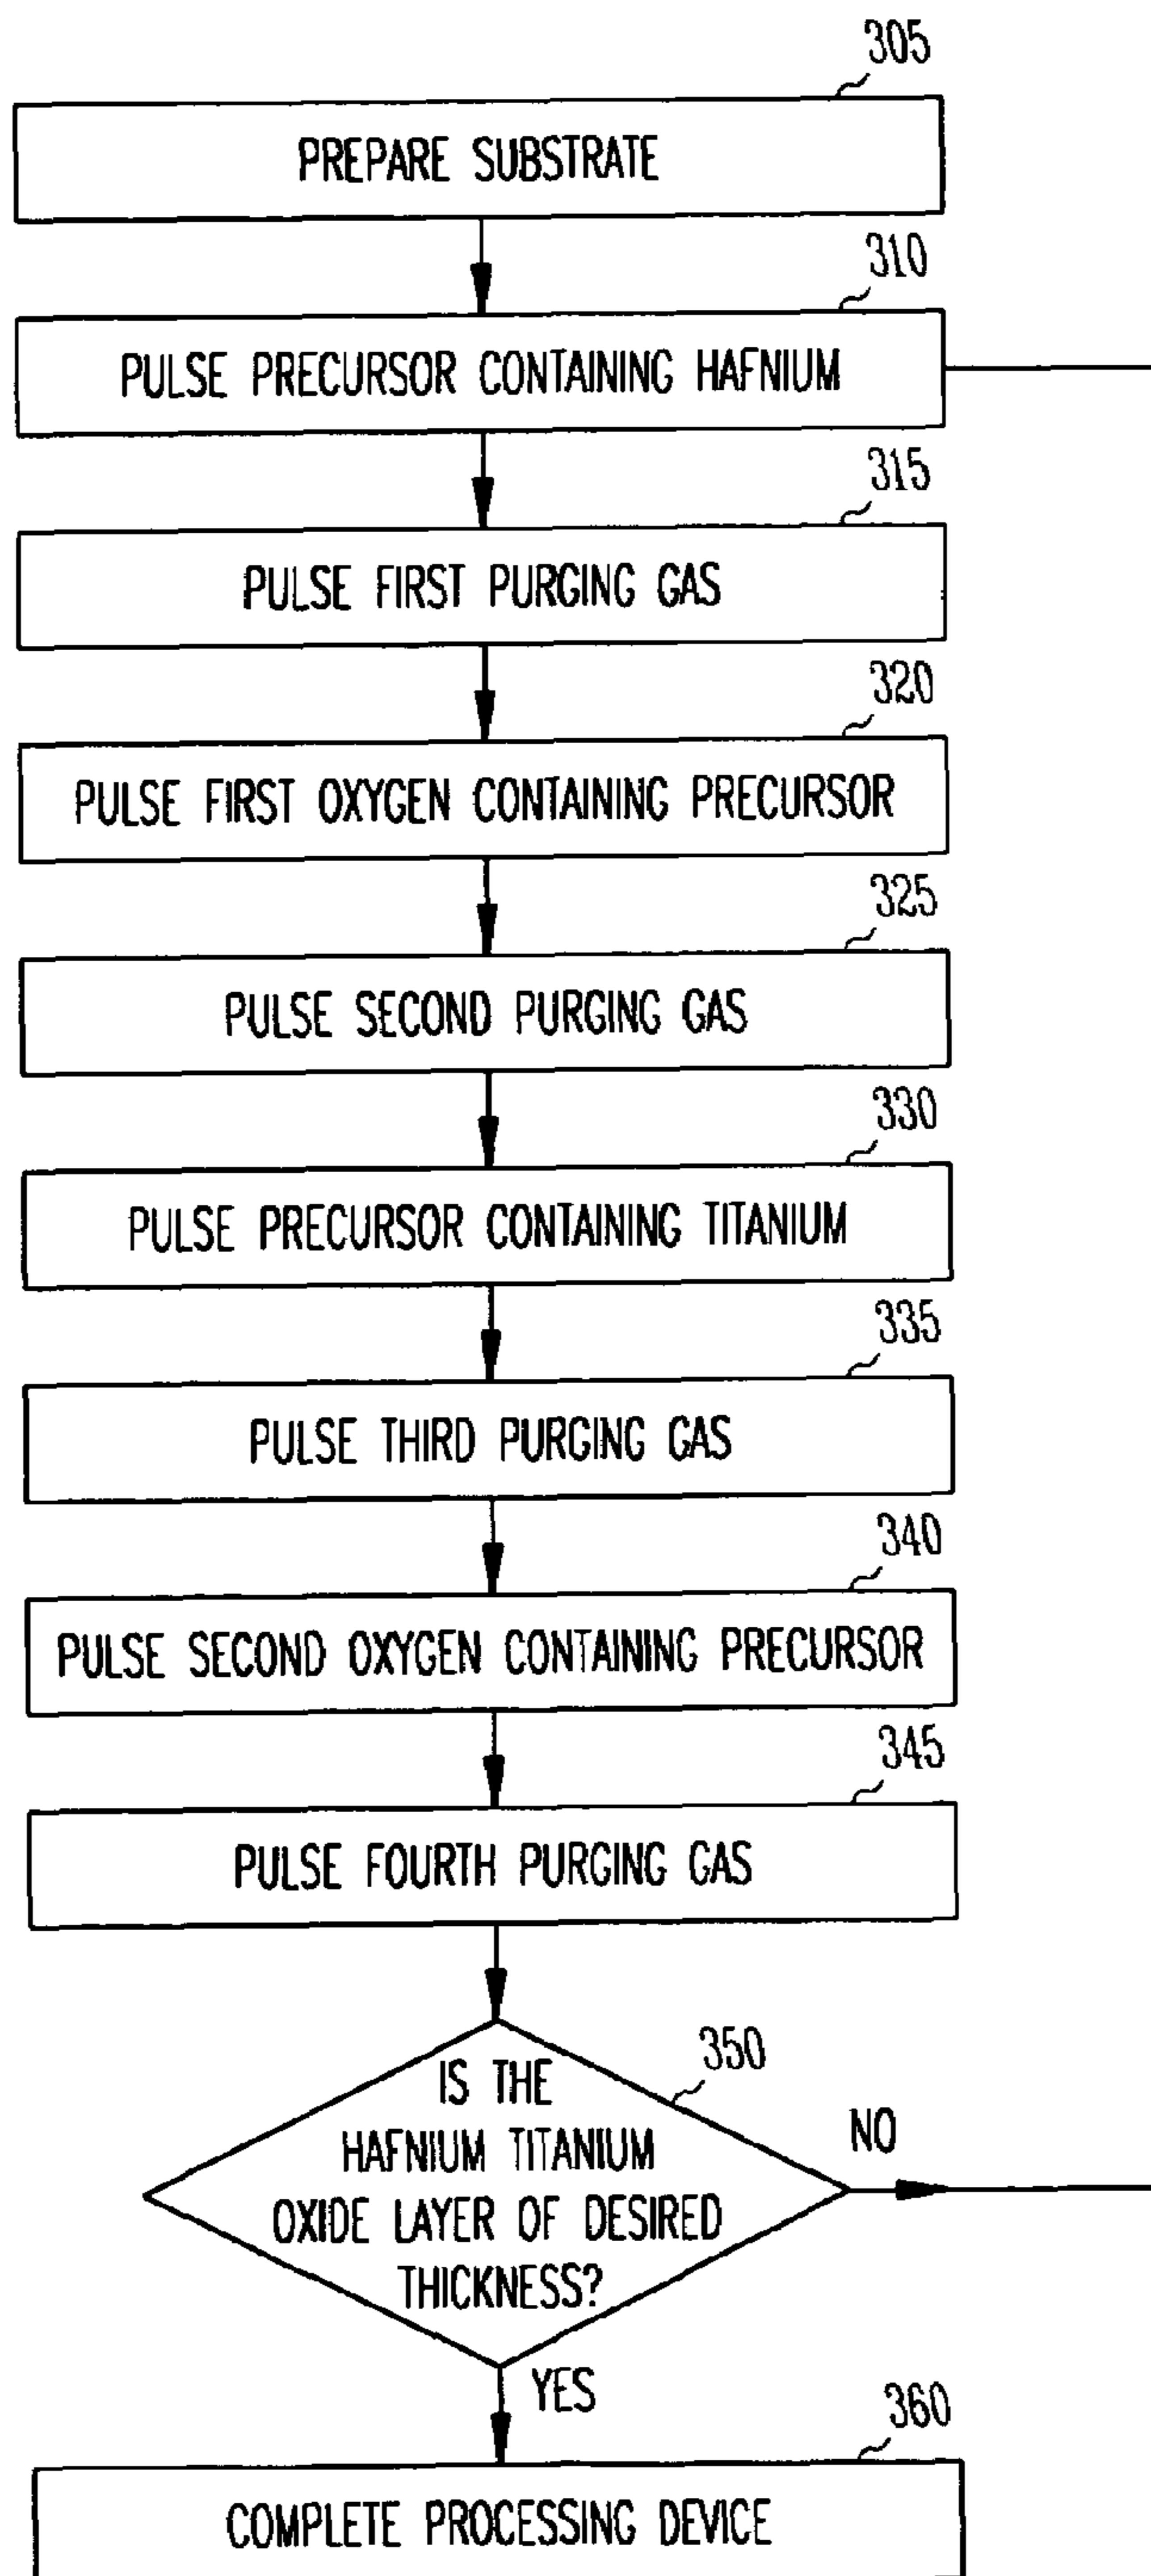 305
PREPARE SUBSTRATE
310
PULSE PRECURSOR CONTAINING HAFNIUM
315
PULSE FIRST PURGING GAS
320
PULSE FIRST OXYGEN CONTAINING PRECURSOR
325
PULSE SECOND PURGING GAS
330
PULSE PRECURSOR CONTAINING TITANIUM
335
PULSE THIRD PURGING GAS
340
PULSE SECOND OXYGEN CONTAINING PRECURSOR
345
PULSE FOURTH PURGING GAS
350
IS THE
HAFNIUM TITANIUM
OXIDE LAYER OF DESIRED
THICKNESS?
NO
YES
360
COMPLETE PROCESSING DEVICE